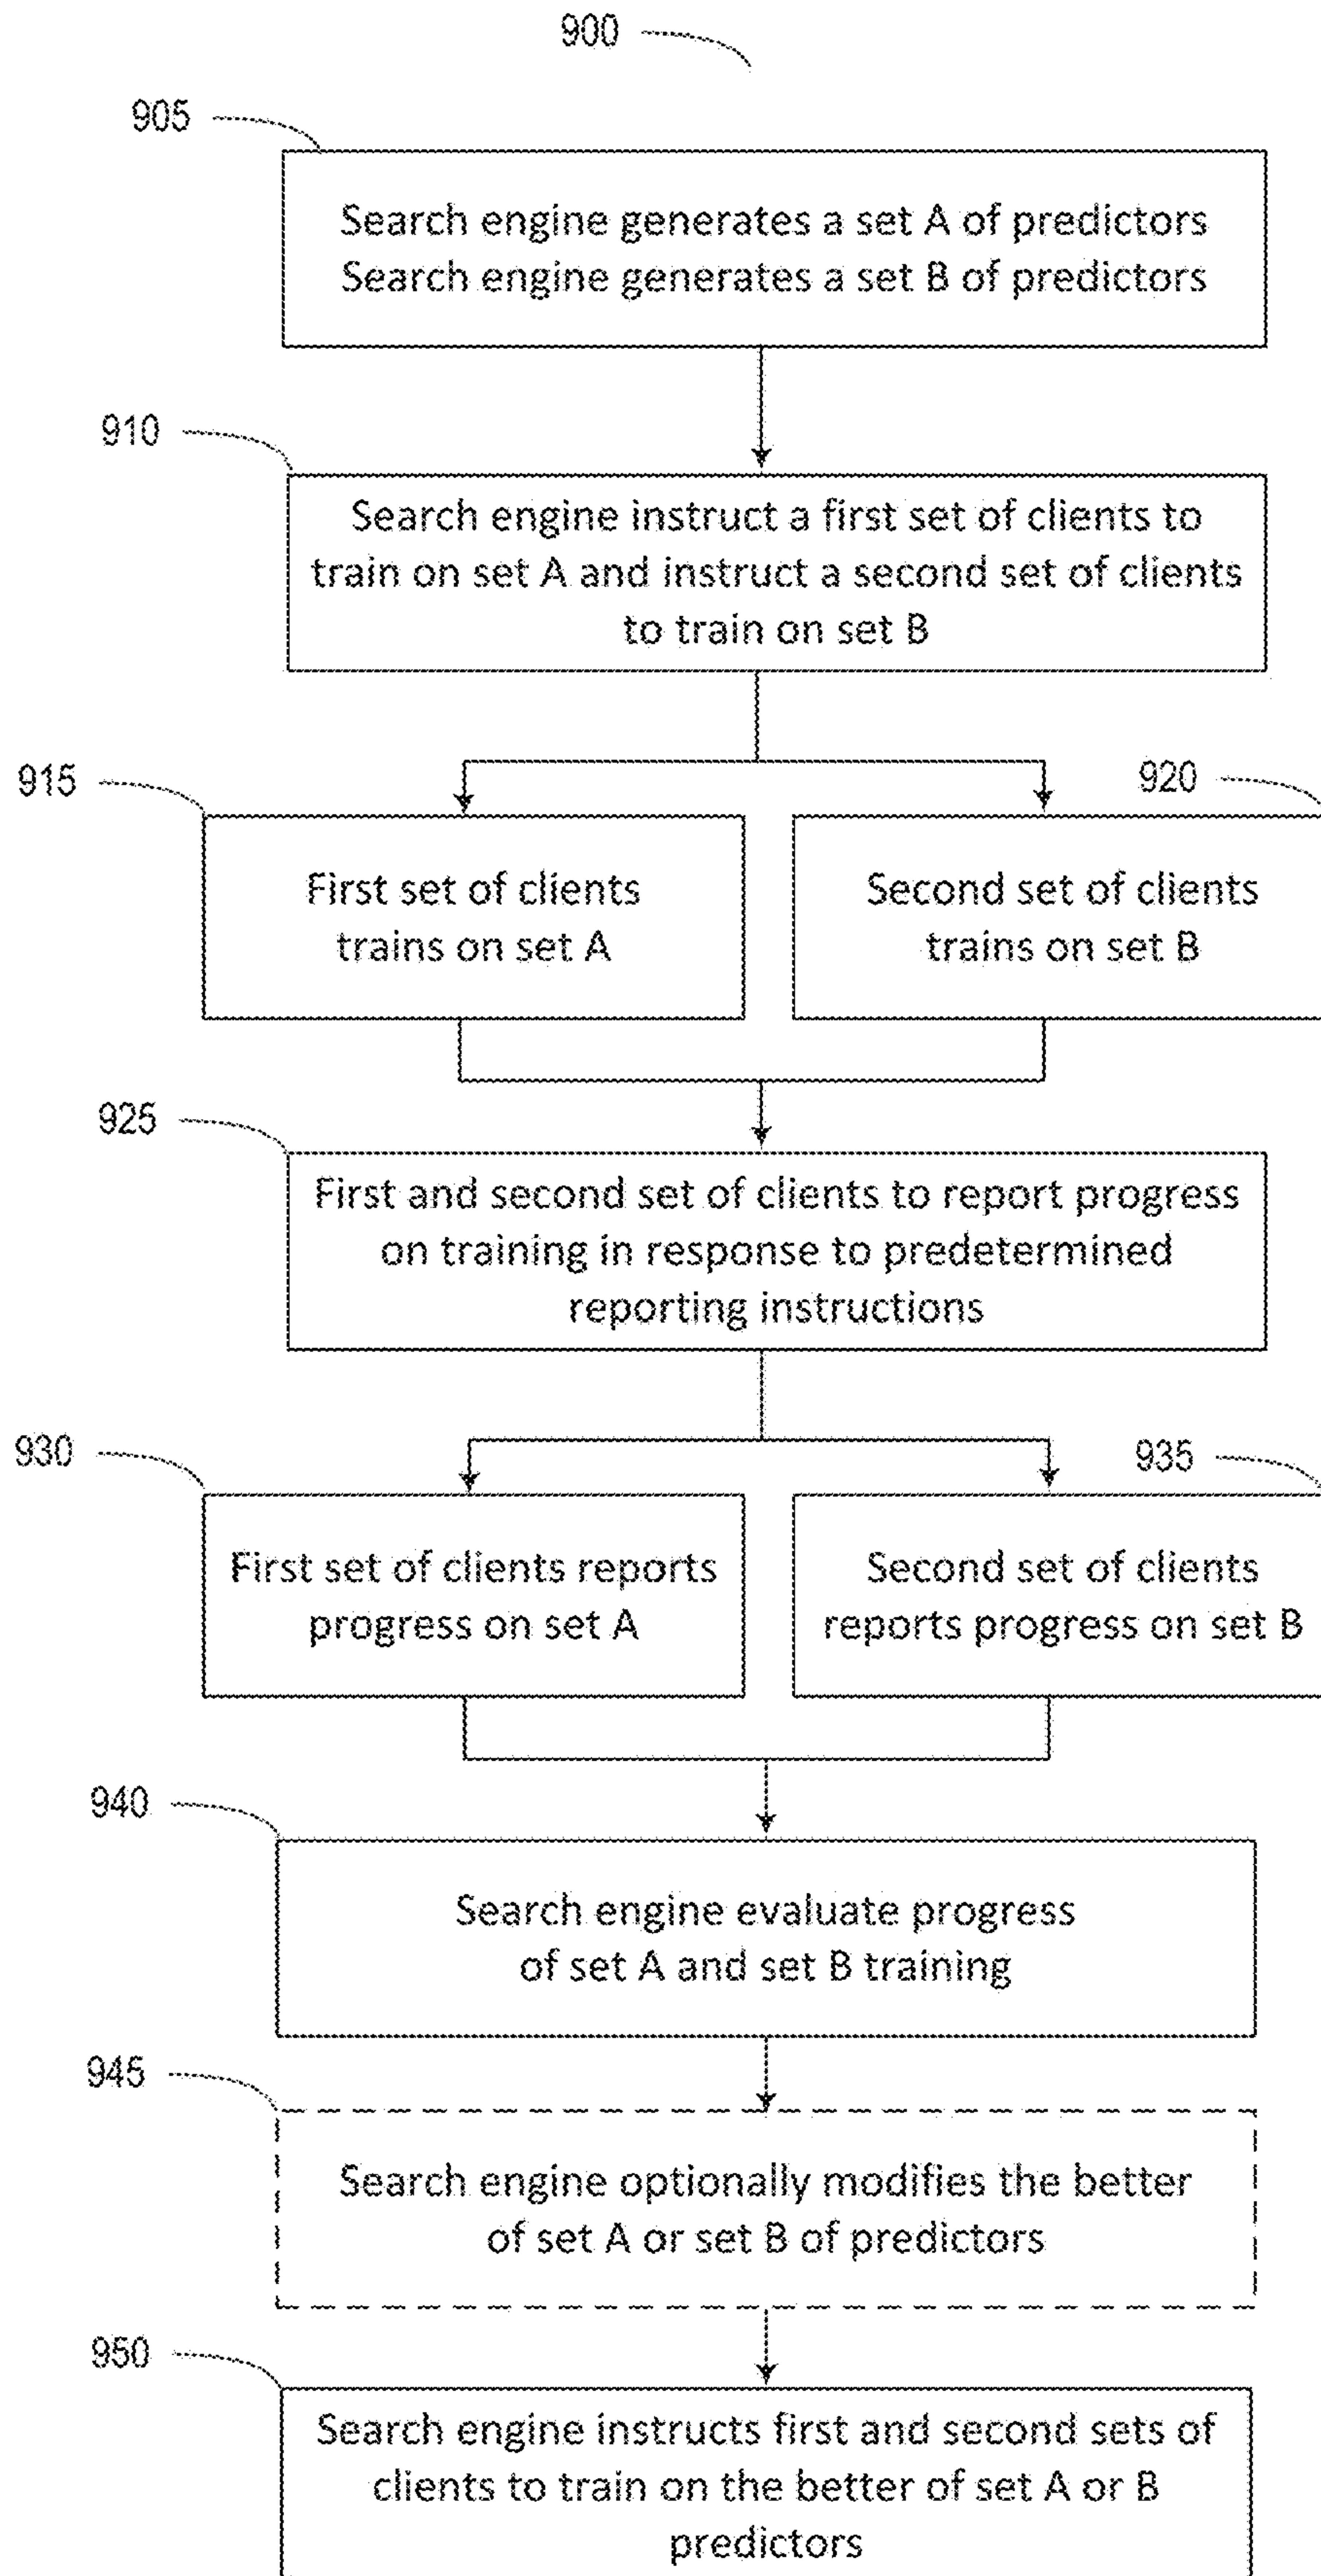 900
905
Search engine generates a set A of predictors
Search engine generates a set B of predictors
910
Search engine instruct a first set of clients to
train on set A and instruct a second set of clients
to train on set B
915
920
First set of clients
trains on set A
Second set of clients
trains on set B
925
First and second set of clients to report progress
on training in response to predetermined
reporting instructions
930
935
First set of clients reports
progress on set A
Second set of clients
reports progress on set B
940
Search engine evaluate progress
of set A and set B training
945
Search engine optionally modifies the better
of set A or set B of predictors
950
Search engine instructs first and second sets of
clients to train on the better of set A or B
predictors